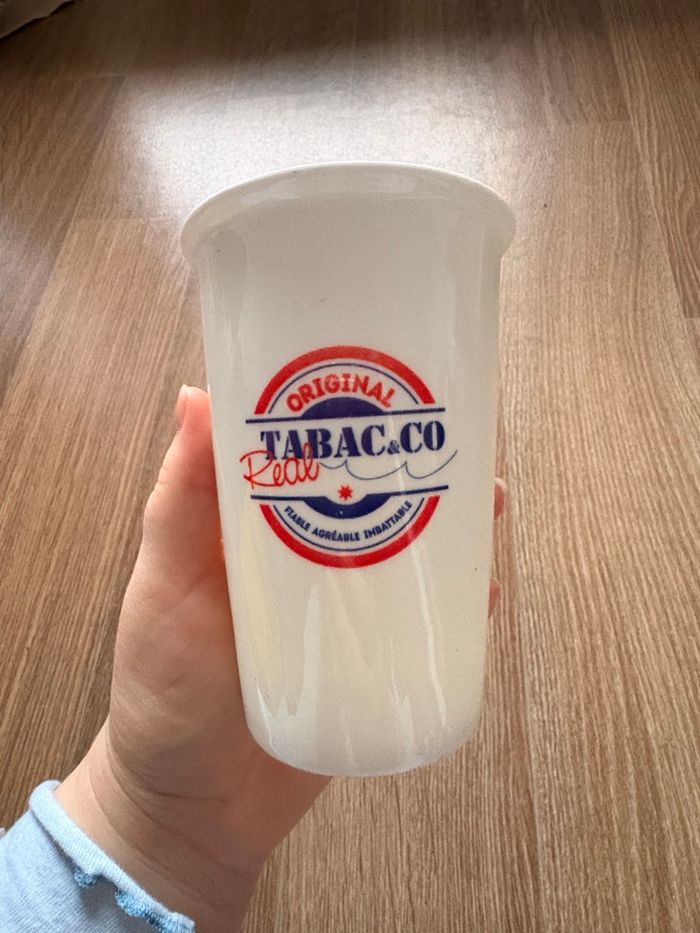 ORIGINAL
TABAC&CO
Real
FIABLE AGRÉABLE IMBATTABLE